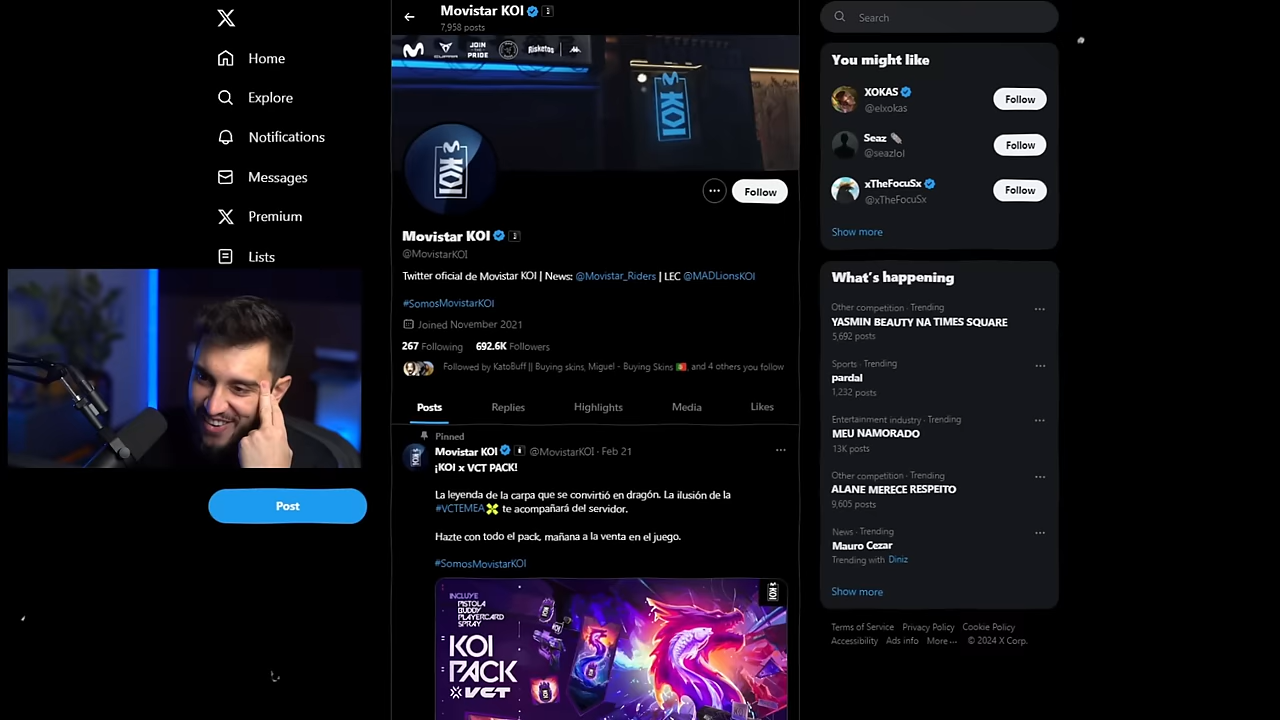 Home
Explore
Notifications
Messages
Premium
Lists
Post
Movistar KOI
7,958 posts
JOIN THE PRIDE
Risketos
KOI
KOI
Follow
Movistar KOI
@MovistarKOI
Twitter oficial de Movistar KOI | News: @Movistar_Riders | LEC @MADLionsKOI
#SomosMovistarKOI
Joined November 2021
267 Following 692.6K Followers
Followed by KatoBuff || Buying skins, Miguel - Buying Skins 🇵🇹, and 4 others you follow
Posts Replies Highlights Media Likes
Pinned
Movistar KOI @MovistarKOI · Feb 21
¡KOI x VCT PACK!
La leyenda de la carpa que se convirtió en dragón. La ilusión de la
#VCTEMEA te acompañará del servidor.
Hazte con todo el pack, mañana a la venta en el juego.
#SomosMovistarKOI
INCLUYE
PISTOLA
BUDDY
PLAYERCARD
SPRAY
KOI
PACK
VCT
KOI
Search
You might like
XOKAS
@elxokas
Follow
Seaz
@seazlol
Follow
xTheFocuSx
@xTheFocuSx
Follow
Show more
What's happening
Other competition · Trending
YASMIN BEAUTY NA TIMES SQUARE
5,692 posts
Sports · Trending
pardal
1,232 posts
Entertainment industry · Trending
MEU NAMORADO
13K posts
Other competition · Trending
ALANE MERECE RESPEITO
9,605 posts
News · Trending
Mauro Cezar
Trending with Diniz
Show more
Terms of Service Privacy Policy Cookie Policy
Accessibility Ads info More ··· © 2024 X Corp.